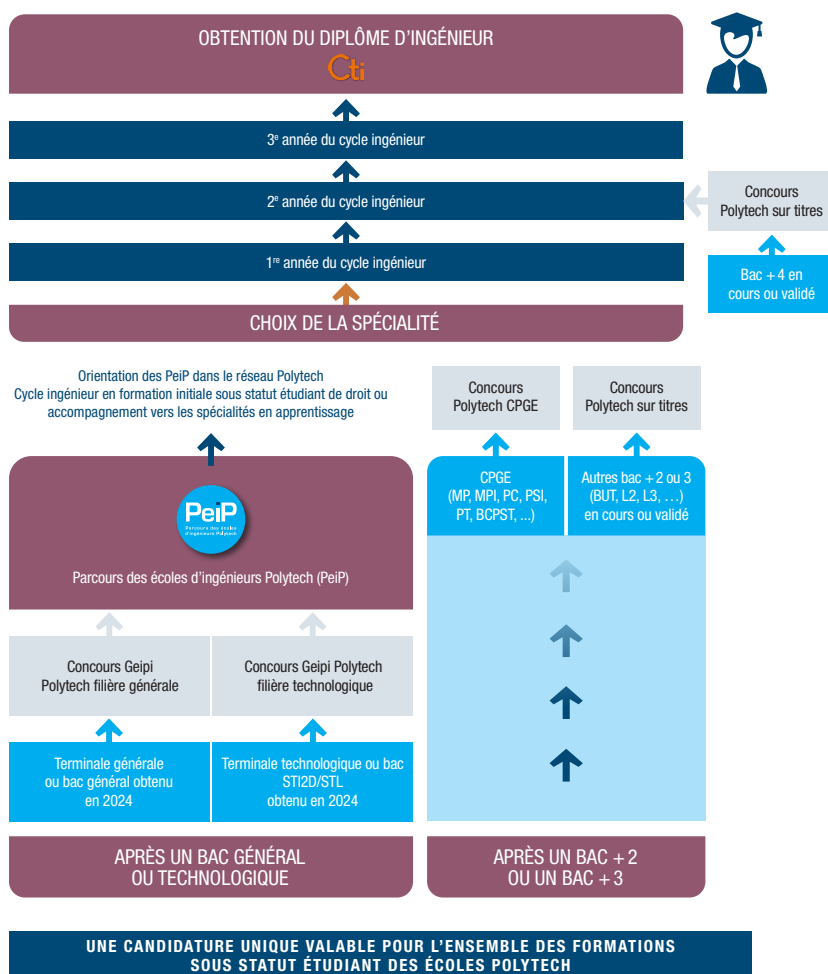 OBTENTION DU DIPLÔME D'INGÉNIEUR
Cti
3e année du cycle ingénieur
2e année du cycle ingénieur
Concours
Polytech sur titres
1re année du cycle ingénieur
Bac + 4 en
cours ou validé
CHOIX DE LA SPÉCIALITÉ
Orientation des PeiP dans le réseau Polytech
Cycle ingénieur en formation initiale sous statut étudiant de droit ou
accompagnement vers les spécialités en apprentissage
Concours
Polytech CPGE
Concours
Polytech sur titres
CPGE
(MP, MPI, PC, PSI,
PT, BCPST, ...)
Autres bac + 2 ou 3
(BUT, L2, L3, …)
en cours ou validé
PeiP
Parcours des écoles
d'ingénieurs Polytech
Parcours des écoles d'ingénieurs Polytech (PeiP)
Concours Geipi
Polytech filière générale
Concours Geipi Polytech
filière technologique
Terminale générale
ou bac général obtenu
en 2024
Terminale technologique ou bac
STI2D/STL
obtenu en 2024
APRÈS UN BAC GÉNÉRAL
OU TECHNOLOGIQUE
APRÈS UN BAC + 2
OU UN BAC + 3
UNE CANDIDATURE UNIQUE VALABLE POUR L'ENSEMBLE DES FORMATIONS
SOUS STATUT ÉTUDIANT DES ÉCOLES POLYTECH